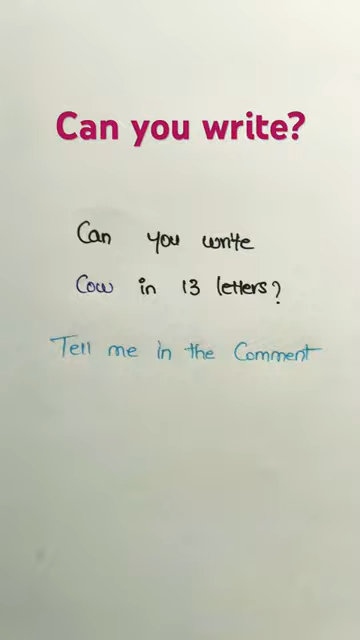 Can you write?
Can you write
Cow in 13 letters?
Tell me in the Comment